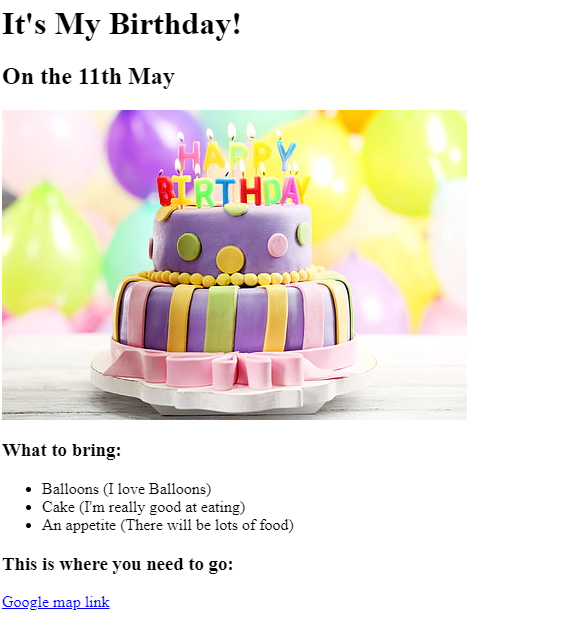 It's My Birthday!
On the 11th May
HAPPY
BIRTHDAY
What to bring:
Balloons (I love Balloons)
Cake (I'm really good at eating)
An appetite (There will be lots of food)
This is where you need to go:
Google map link